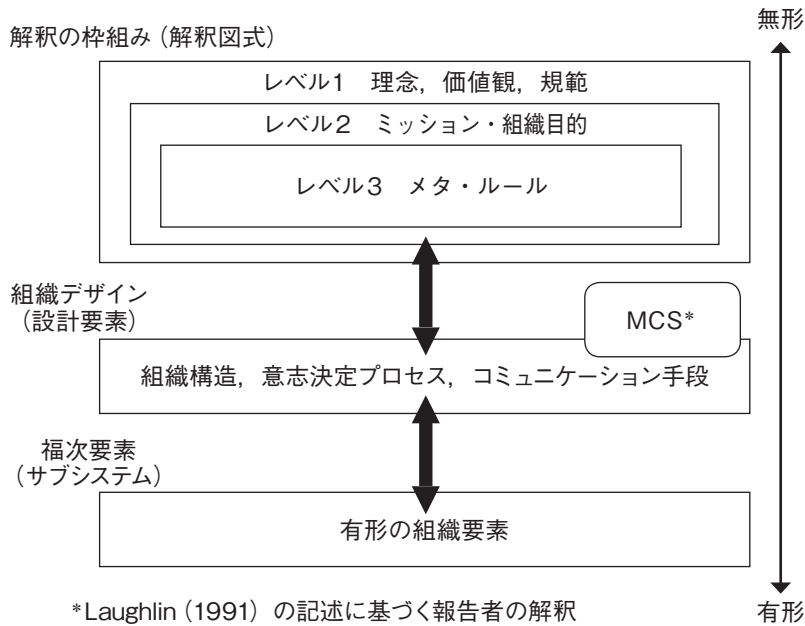 無形
解釈の枠組み（解釈図式）
レベル1　理念，価値観，規範
レベル2　ミッション・組織目的
レベル3　メタ・ルール
組織デザイン
（設計要素）
MCS*
組織構造，意志決定プロセス，コミュニケーション手段
福次要素
（サブシステム）
有形の組織要素
*Laughlin（1991）の記述に基づく報告者の解釈
有形